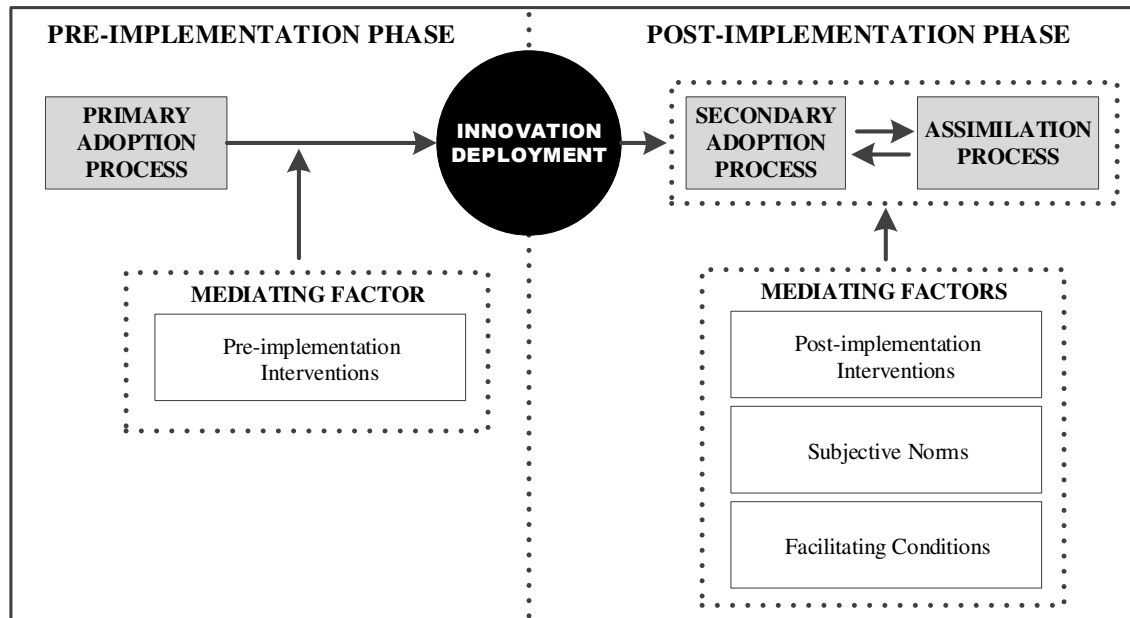 PRE-IMPLEMENTATION PHASE
PRIMARY
ADOPTION
PROCESS
INNOVATION
DEPLOYMENT
MEDIATING FACTOR
Pre-implementation
Interventions
POST-IMPLEMENTATION PHASE
SECONDARY
ADOPTION
PROCESS
ASSIMILATION
PROCESS
MEDIATING FACTORS
Post-implementation
Interventions
Subjective Norms
Facilitating Conditions